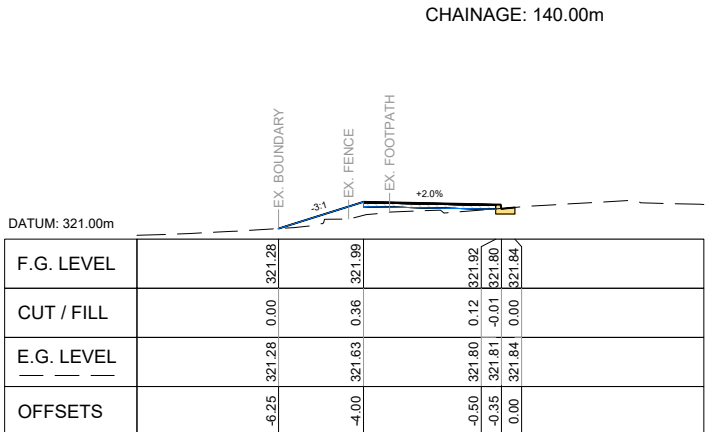 CHAINAGE: 140.00m
EX. BOUNDARY
EX. FENCE
EX. FOOTPATH
-3:1
+2.0%
DATUM: 321.00m
F.G. LEVEL 321.28 321.99 321.92 321.80 321.84
CUT / FILL 0.00 0.36 0.12 -0.01 0.00
E.G. LEVEL 321.28 321.63 321.80 321.81 321.84
OFFSETS -6.25 -4.00 -0.50 -0.35 0.00